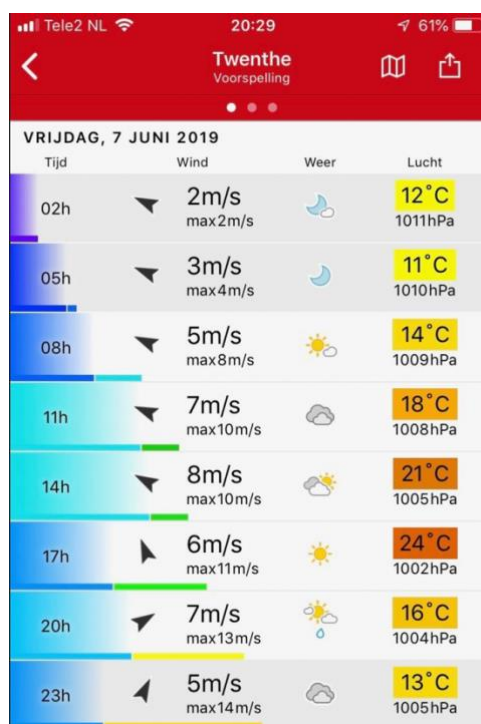 Tele2 NL 20:29 61%
Twenthe
Voorspelling
VRIJDAG, 7 JUNI 2019
Tijd Wind Weer Lucht
02h 2m/s 12°C
max2m/s 1011hPa
05h 3m/s 11°C
max4m/s 1010hPa
08h 5m/s 14°C
max8m/s 1009hPa
11h 7m/s 18°C
max10m/s 1008hPa
14h 8m/s 21°C
max10m/s 1005hPa
17h 6m/s 24°C
max11m/s 1002hPa
20h 7m/s 16°C
max13m/s 1004hPa
23h 5m/s 13°C
max14m/s 1005hPa